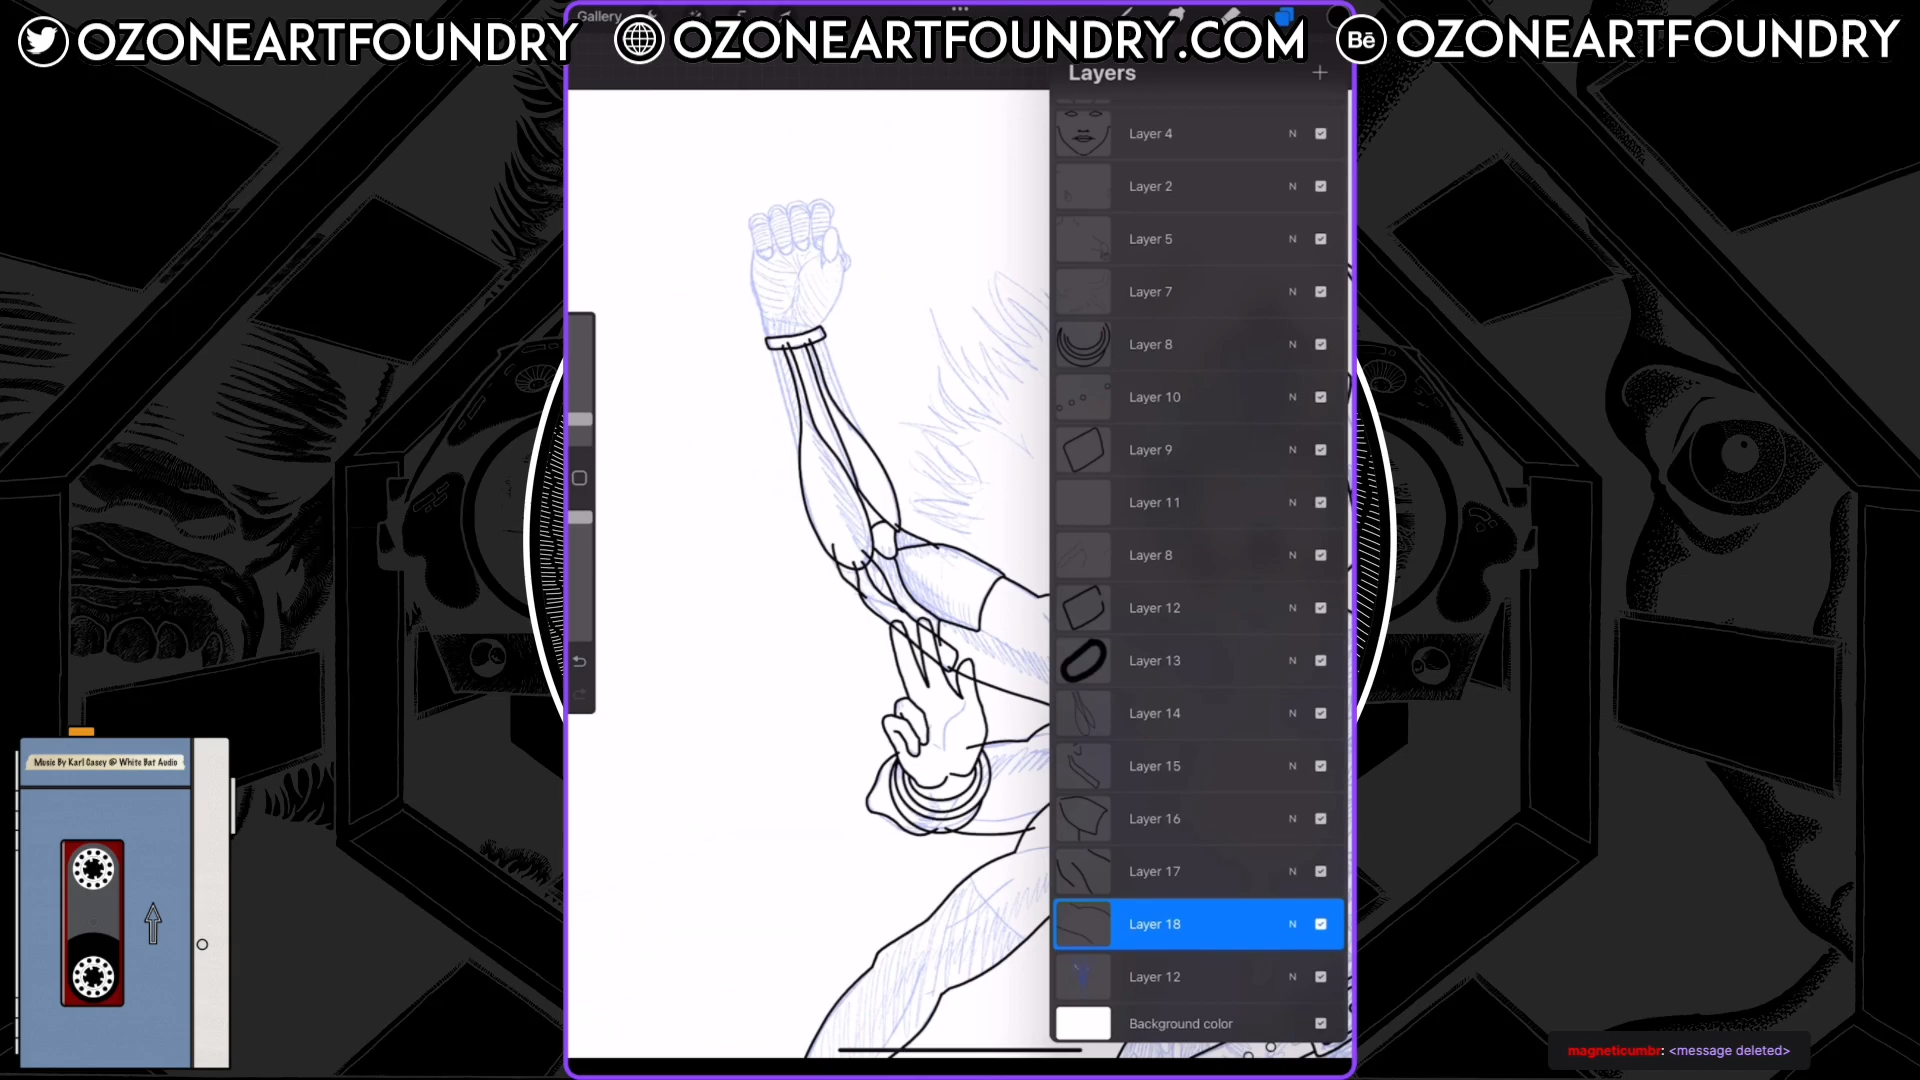 OZONEARTFOUNDRY
OZONEARTFOUNDRY.COM
Bē OZONEARTFOUNDRY
Gallery
Layers
Layer 4 N
Layer 2 N
Layer 5 N
Layer 7 N
Layer 8 N
Layer 10 N
Layer 9 N
Layer 11 N
Layer 8 N
Layer 12 N
Layer 13 N
Layer 14 N
Layer 15 N
Layer 16 N
Layer 17 N
Layer 18 N
Layer 12 N
Background color
Music By Karl Casey @ White Bat Audio
magneticumbr: <message deleted>